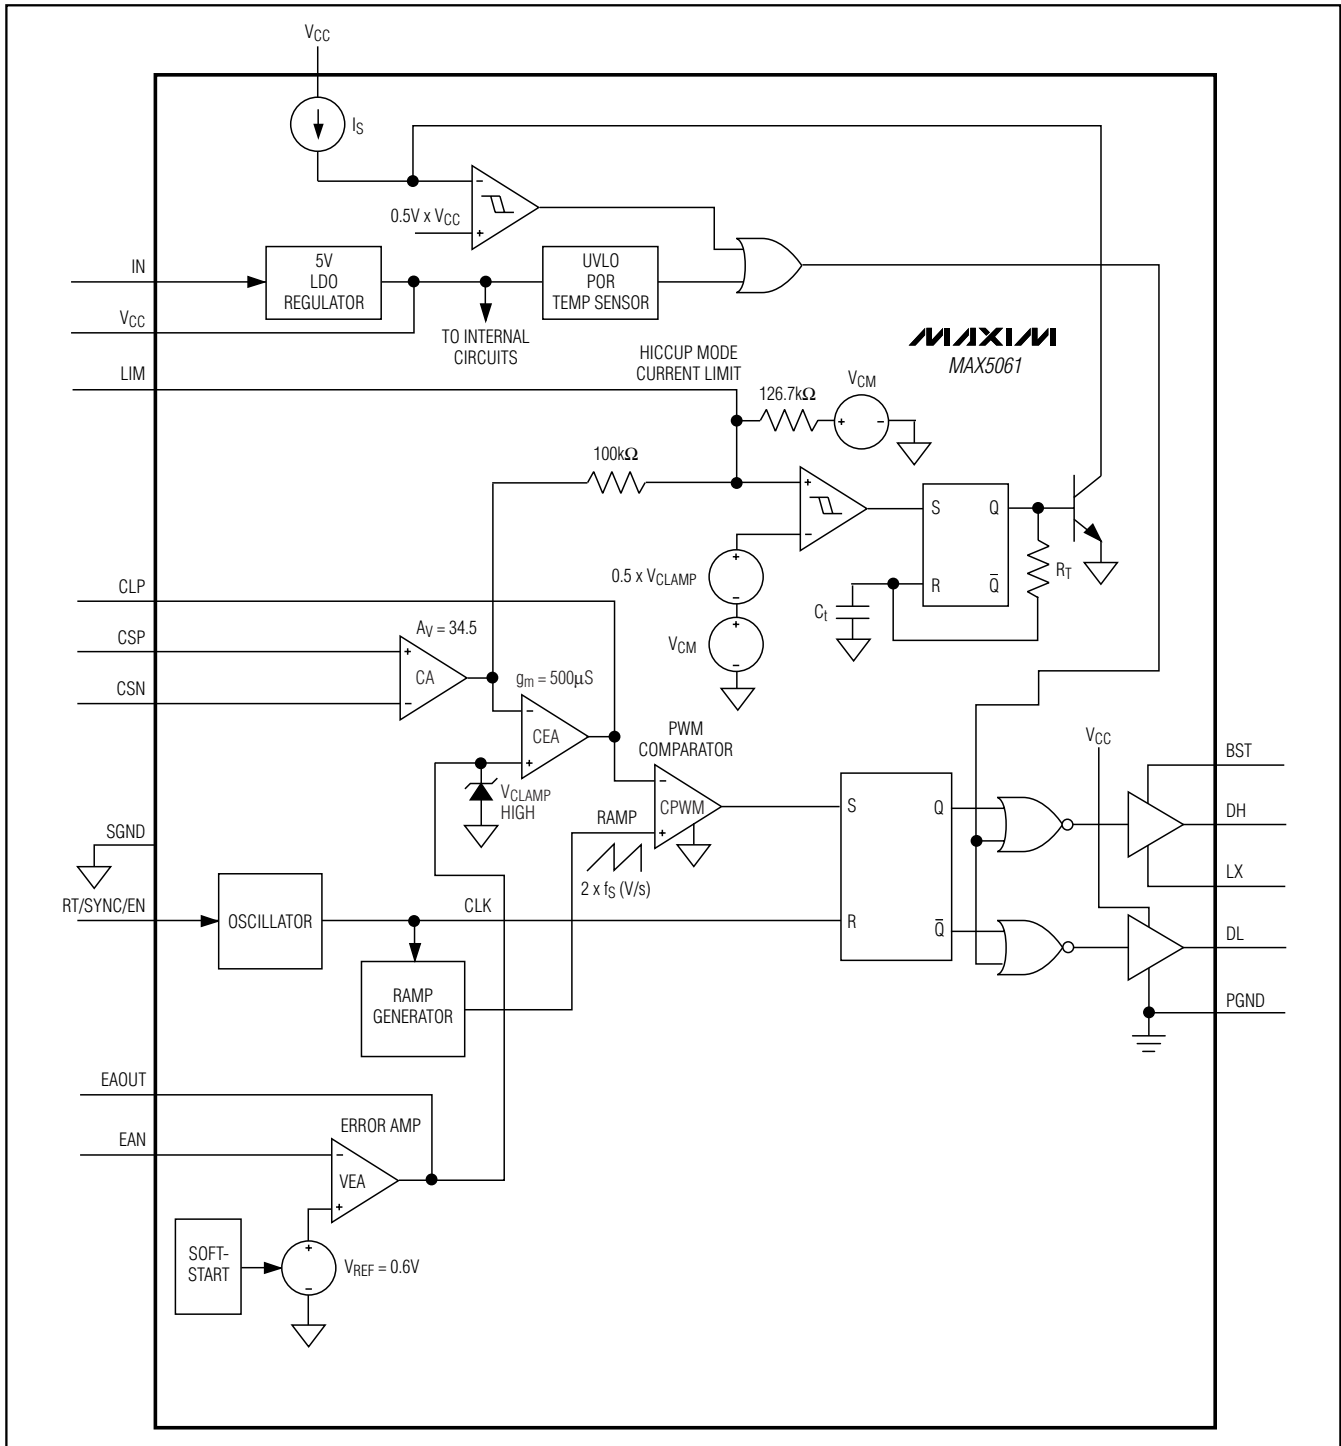 VCC
IS
−
0.5V x VCC
+
IN
5V
LDO
REGULATOR
UVLO
POR
TEMP SENSOR
VCC
TO INTERNAL
CIRCUITS
MAXIM
MAX5061
LIM
HICCUP MODE
CURRENT LIMIT
126.7kΩ
VCM
+
−
100kΩ
+
−
S
Q
R
Q̅
RT
Ct
0.5 x VCLAMP
+
−
VCM
+
−
CLP
CSP
AV = 34.5
+
CA
−
CSN
gm = 500μS
−
CEA
+
PWM
COMPARATOR
VCLAMP
HIGH
−
CPWM
+
RAMP
2 x fS (V/s)
VCC
BST
S
Q
DH
LX
SGND
RT/SYNC/EN
OSCILLATOR
CLK
R
Q̅
DL
RAMP
GENERATOR
PGND
EAOUT
ERROR AMP
EAN
−
VEA
+
SOFT-
START
+
−
VREF = 0.6V